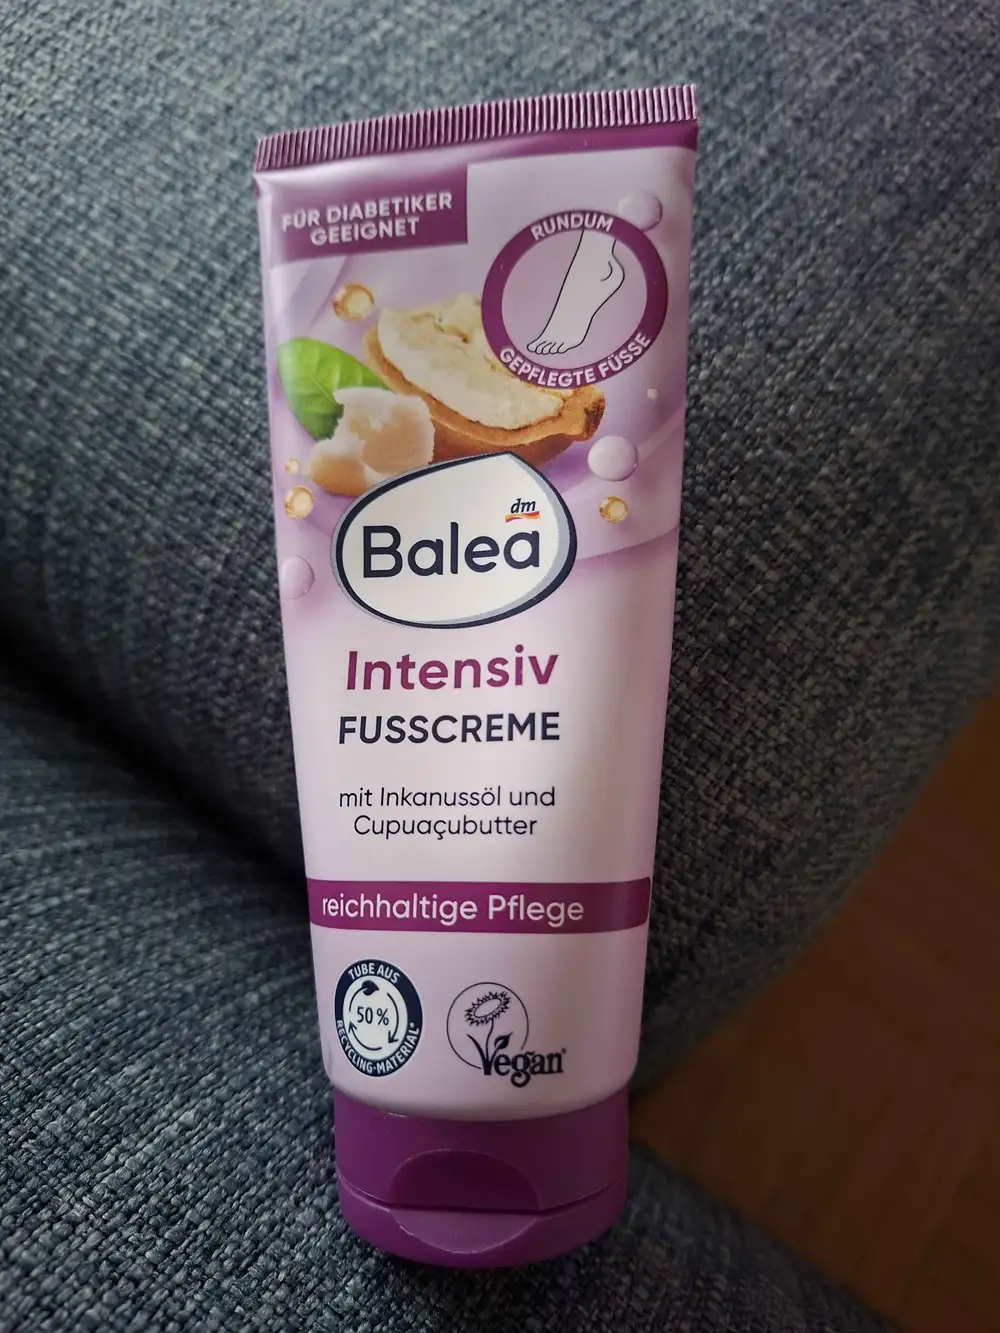 FÜR DIABETIKER
GEEIGNET
RUNDUM
GEPFLEGTE FÜSSE
dm
Balea
Intensiv
FUSSCREME
mit Inkanussöl und
Cupuaçubutter
reichhaltige Pflege
TUBE AUS
50 %
RECYCLING-MATERIAL*
Vegan